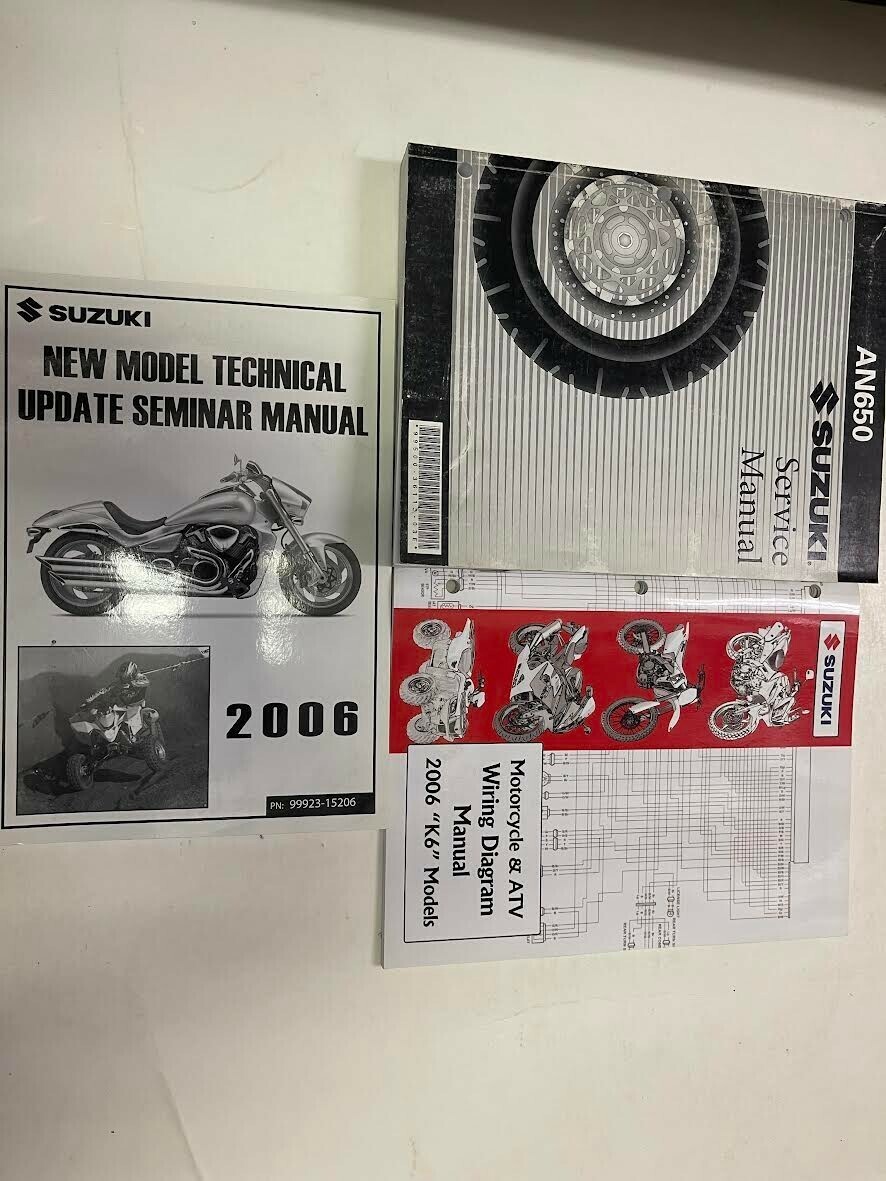 SUZUKI
NEW MODEL TECHNICAL
UPDATE SEMINAR MANUAL
2006
PN: 99923-15206
AN650
SUZUKI
Service
Manual
SUZUKI
Motorcycle & ATV
Wiring Diagram
Manual
2006 "K6" Models